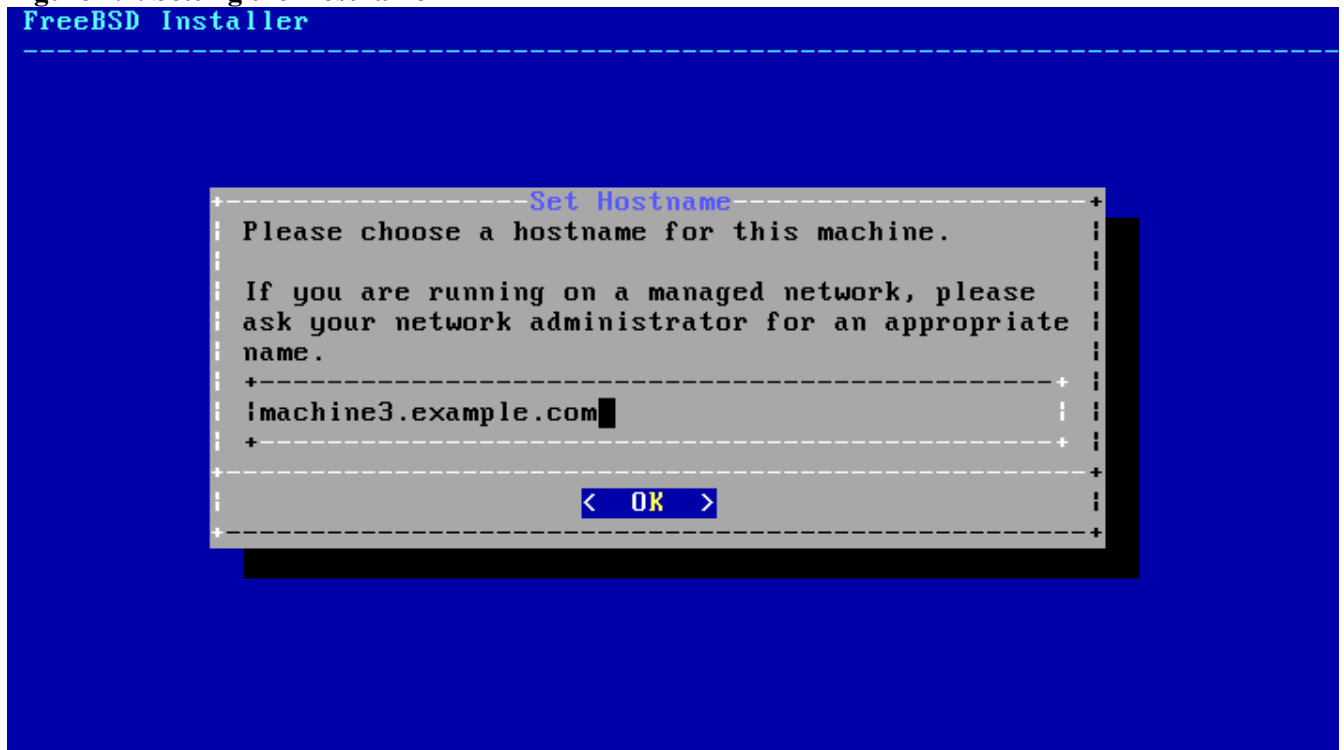 FreeBSD Installer
Set Hostname
Please choose a hostname for this machine.
If you are running on a managed network, please
ask your network administrator for an appropriate
name.
machine3.example.com
< OK >